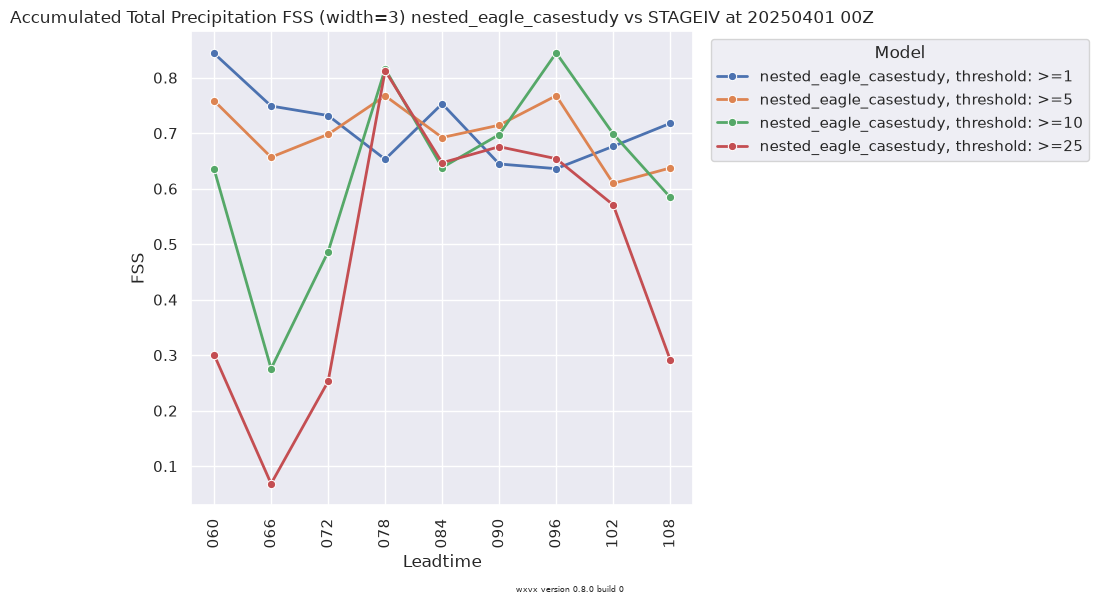 Accumulated Total Precipitation FSS (width=3) nested_eagle_casestudy vs STAGEIV at 20250401 00Z
Model
nested_eagle_casestudy, threshold: >=1
nested_eagle_casestudy, threshold: >=5
nested_eagle_casestudy, threshold: >=10
nested_eagle_casestudy, threshold: >=25
FSS
0.8
0.7
0.6
0.5
0.4
0.3
0.2
0.1
060
066
072
078
084
090
096
102
108
Leadtime
wxvx version 0.8.0 build 0